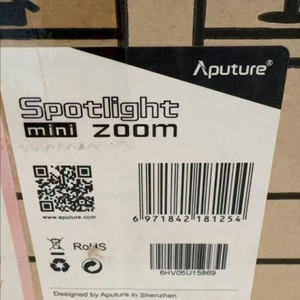 Aputure®
Spotlight
mini zoom
www.aputure.com
6 971842 181254
RoHS
6HV05U15869
Designed by Aputure in Shenzhen